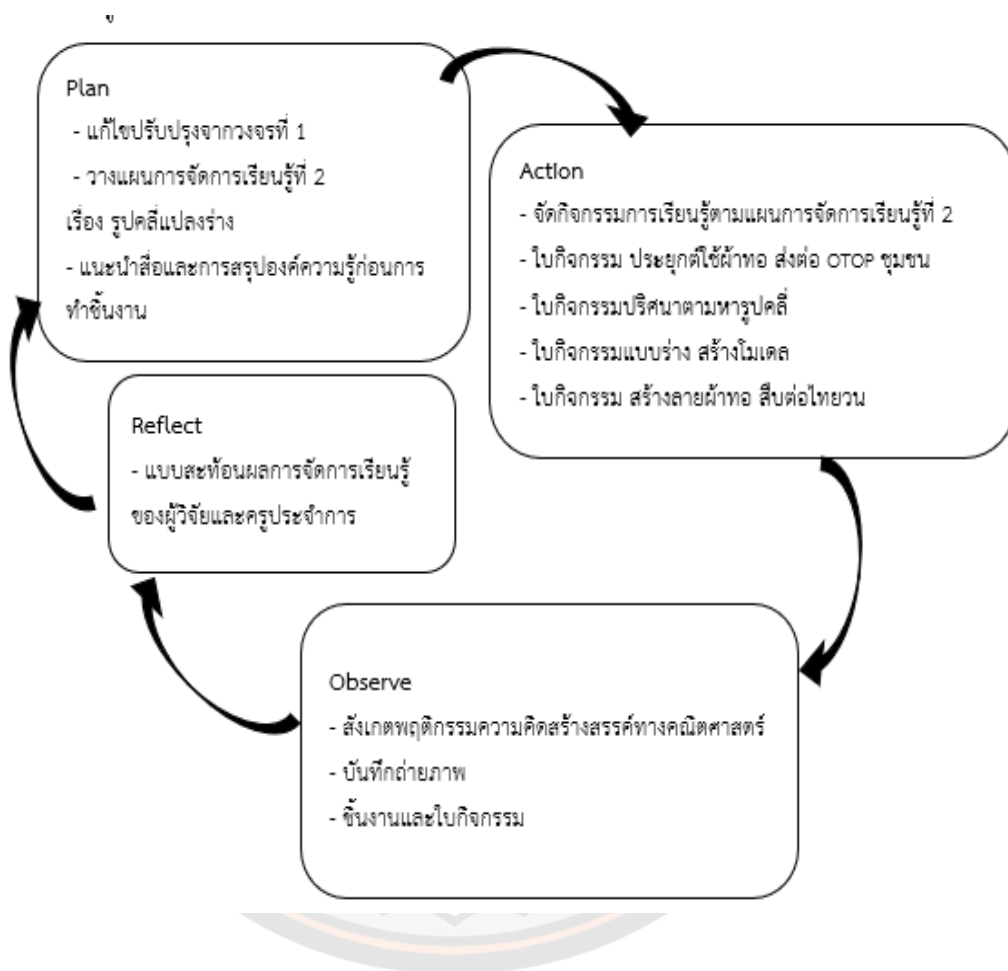 Plan
- แก้ไขปรับปรุงจากวงจรที่ 1
- วางแผนการจัดการเรียนรู้ที่ 2
เรื่อง รูปคลี่แปลงร่าง
- แนะนำสื่อและการสรุปองค์ความรู้ก่อนการ
ทำชิ้นงาน
Action
- จัดกิจกรรมการเรียนรู้ตามแผนการจัดการเรียนรู้ที่ 2
- ใบกิจกรรม ประยุกต์ใช้ผ้าทอ ส่งต่อ OTOP ชุมชน
- ใบกิจกรรมปริศนาตามหารูปคลี่
- ใบกิจกรรมแบบร่าง สร้างโมเดล
- ใบกิจกรรม สร้างลายผ้าทอ สืบต่อไทยวน
Reflect
- แบบสะท้อนผลการจัดการเรียนรู้
ของผู้วิจัยและครูประจำการ
Observe
- สังเกตพฤติกรรมความคิดสร้างสรรค์ทางคณิตศาสตร์
- บันทึกถ่ายภาพ
- ชิ้นงานและใบกิจกรรม